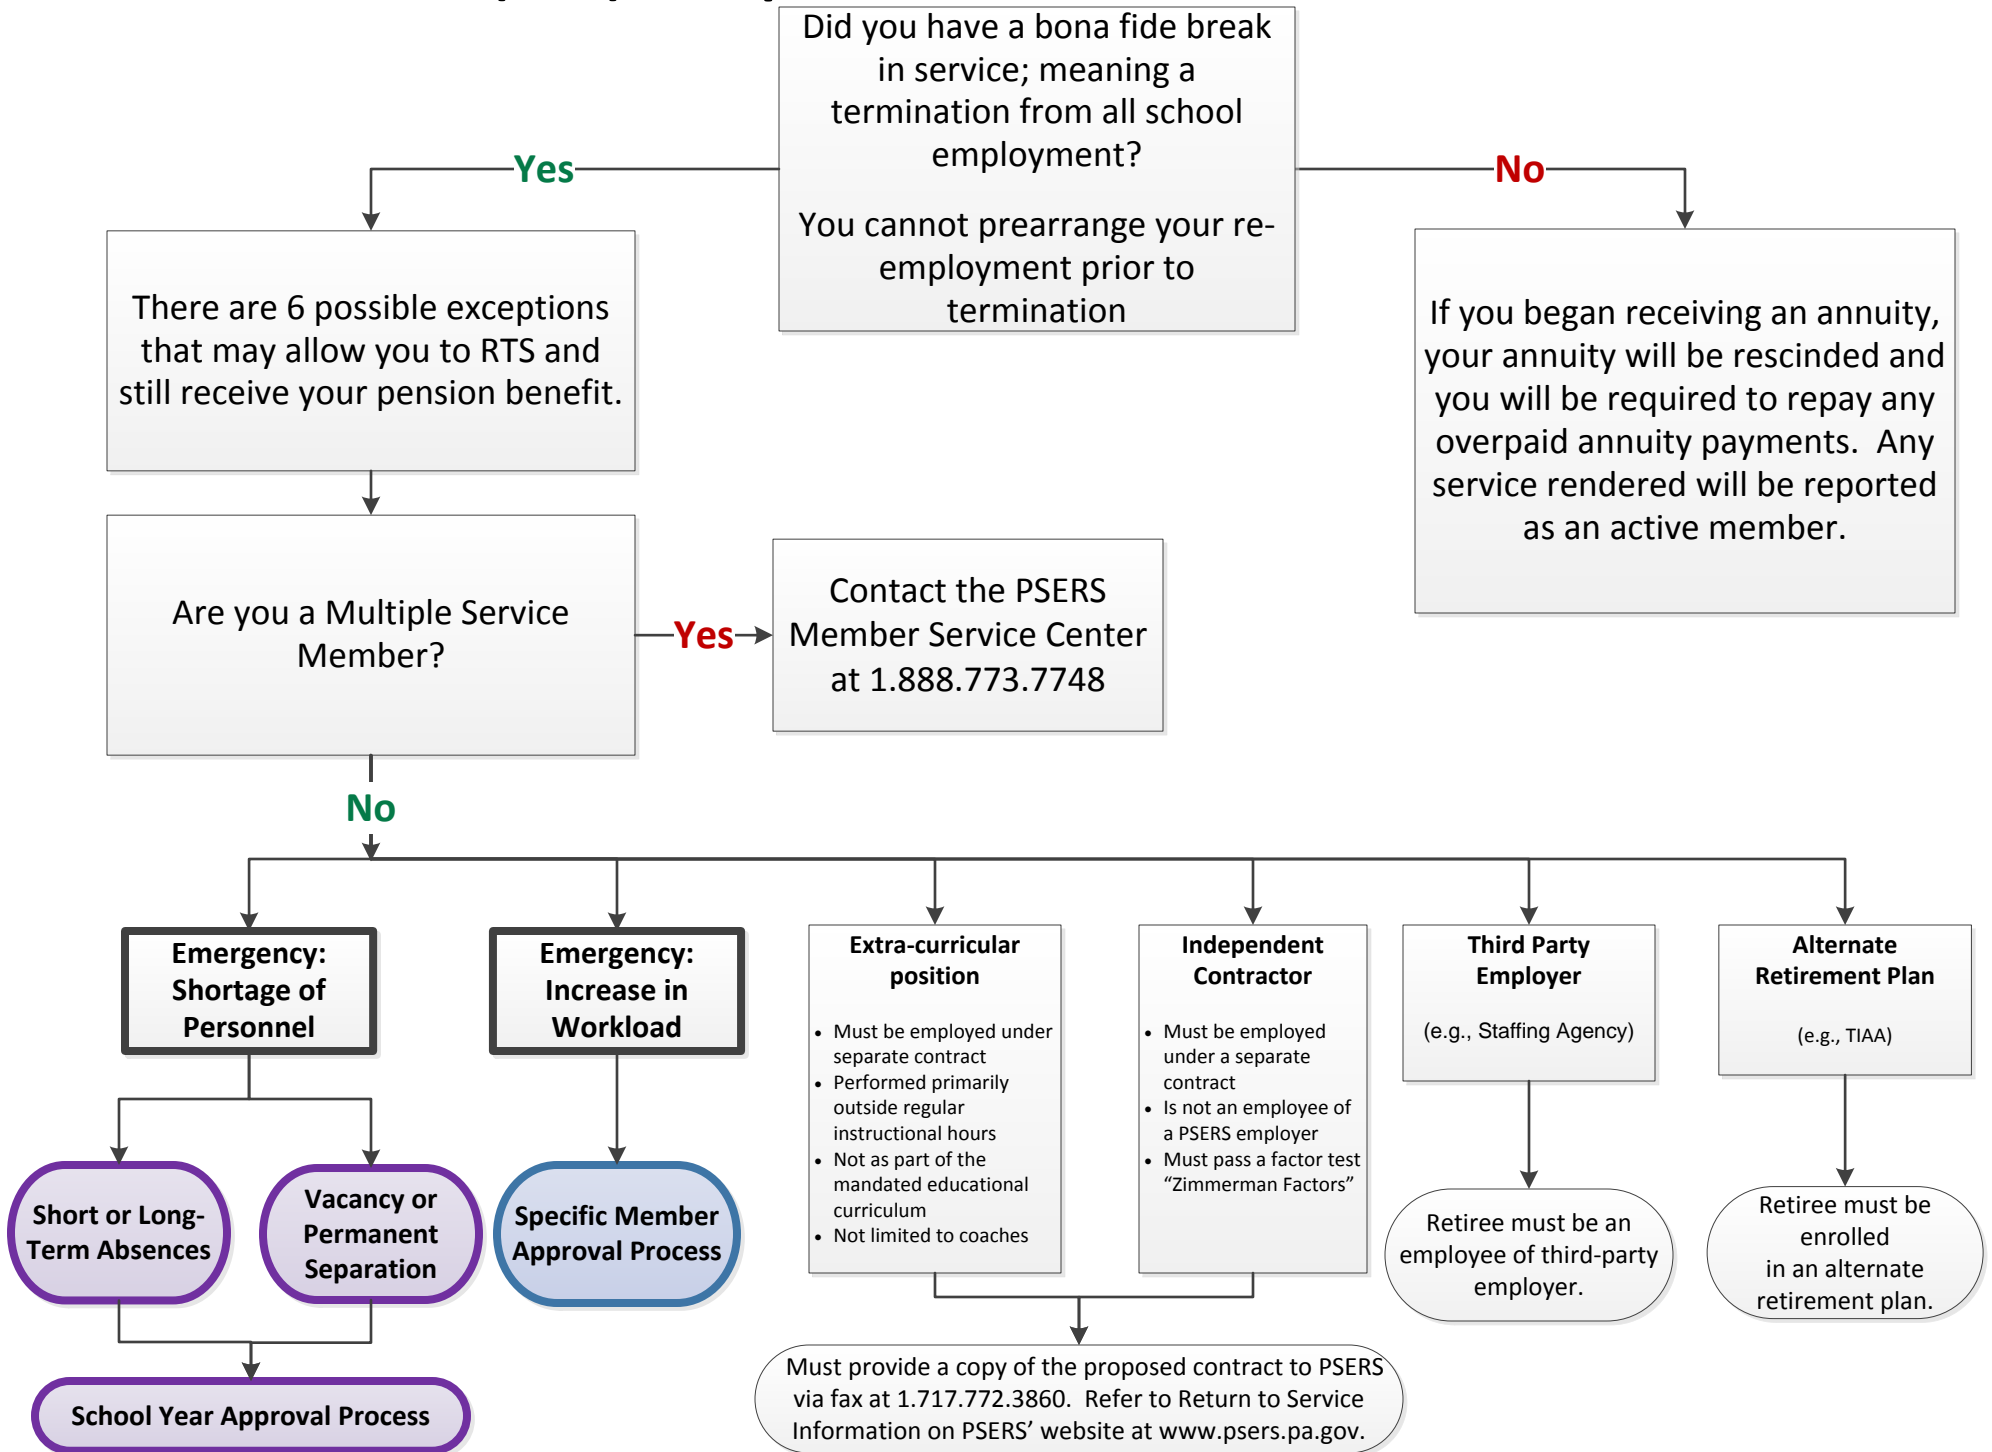 Did you have a bona fide break
in service; meaning a
termination from all school
employment?
You cannot prearrange your re-
employment prior to
termination
Yes
No
There are 6 possible exceptions
that may allow you to RTS and
still receive your pension benefit.
If you began receiving an annuity,
your annuity will be rescinded and
you will be required to repay any
overpaid annuity payments.  Any
service rendered will be reported
as an active member.
Are you a Multiple Service
Member?
Yes
Contact the PSERS
Member Service Center
at 1.888.773.7748
No
Emergency:
Shortage of
Personnel
Emergency:
Increase in
Workload
Extra-curricular
position
• Must be employed under
separate contract
• Performed primarily
outside regular
instructional hours
• Not as part of the
mandated educational
curriculum
• Not limited to coaches
Independent
Contractor
• Must be employed
under a separate
contract
• Is not an employee of
a PSERS employer
• Must pass a factor test
“Zimmerman Factors”
Third Party
Employer
(e.g., Staffing Agency)
Alternate
Retirement Plan
(e.g., TIAA)
Short or Long-
Term Absences
Vacancy or
Permanent
Separation
Specific Member
Approval Process
Retiree must be an
employee of third-party
employer.
Retiree must be
enrolled
in an alternate
retirement plan.
School Year Approval Process
Must provide a copy of the proposed contract to PSERS
via fax at 1.717.772.3860.  Refer to Return to Service
Information on PSERS’ website at www.psers.pa.gov.